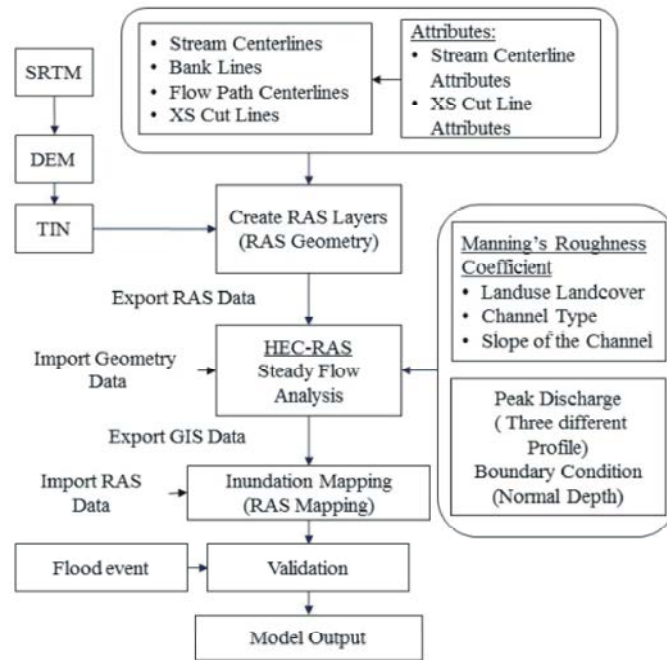 SRTM
DEM
TIN
• Stream Centerlines
• Bank Lines
• Flow Path Centerlines
• XS Cut Lines
Attributes:
• Stream Centerline
Attributes
• XS Cut Line
Attributes
Create RAS Layers
(RAS Geometry)
Export RAS Data
Import Geometry
Data
HEC-RAS
Steady Flow
Analysis
Manning's Roughness
Coefficient
• Landuse Landcover
• Channel Type
• Slope of the Channel
Peak Discharge
( Three different
Profile)
Boundary Condition
(Normal Depth)
Export GIS Data
Import RAS
Data
Inundation Mapping
(RAS Mapping)
Flood event
Validation
Model Output